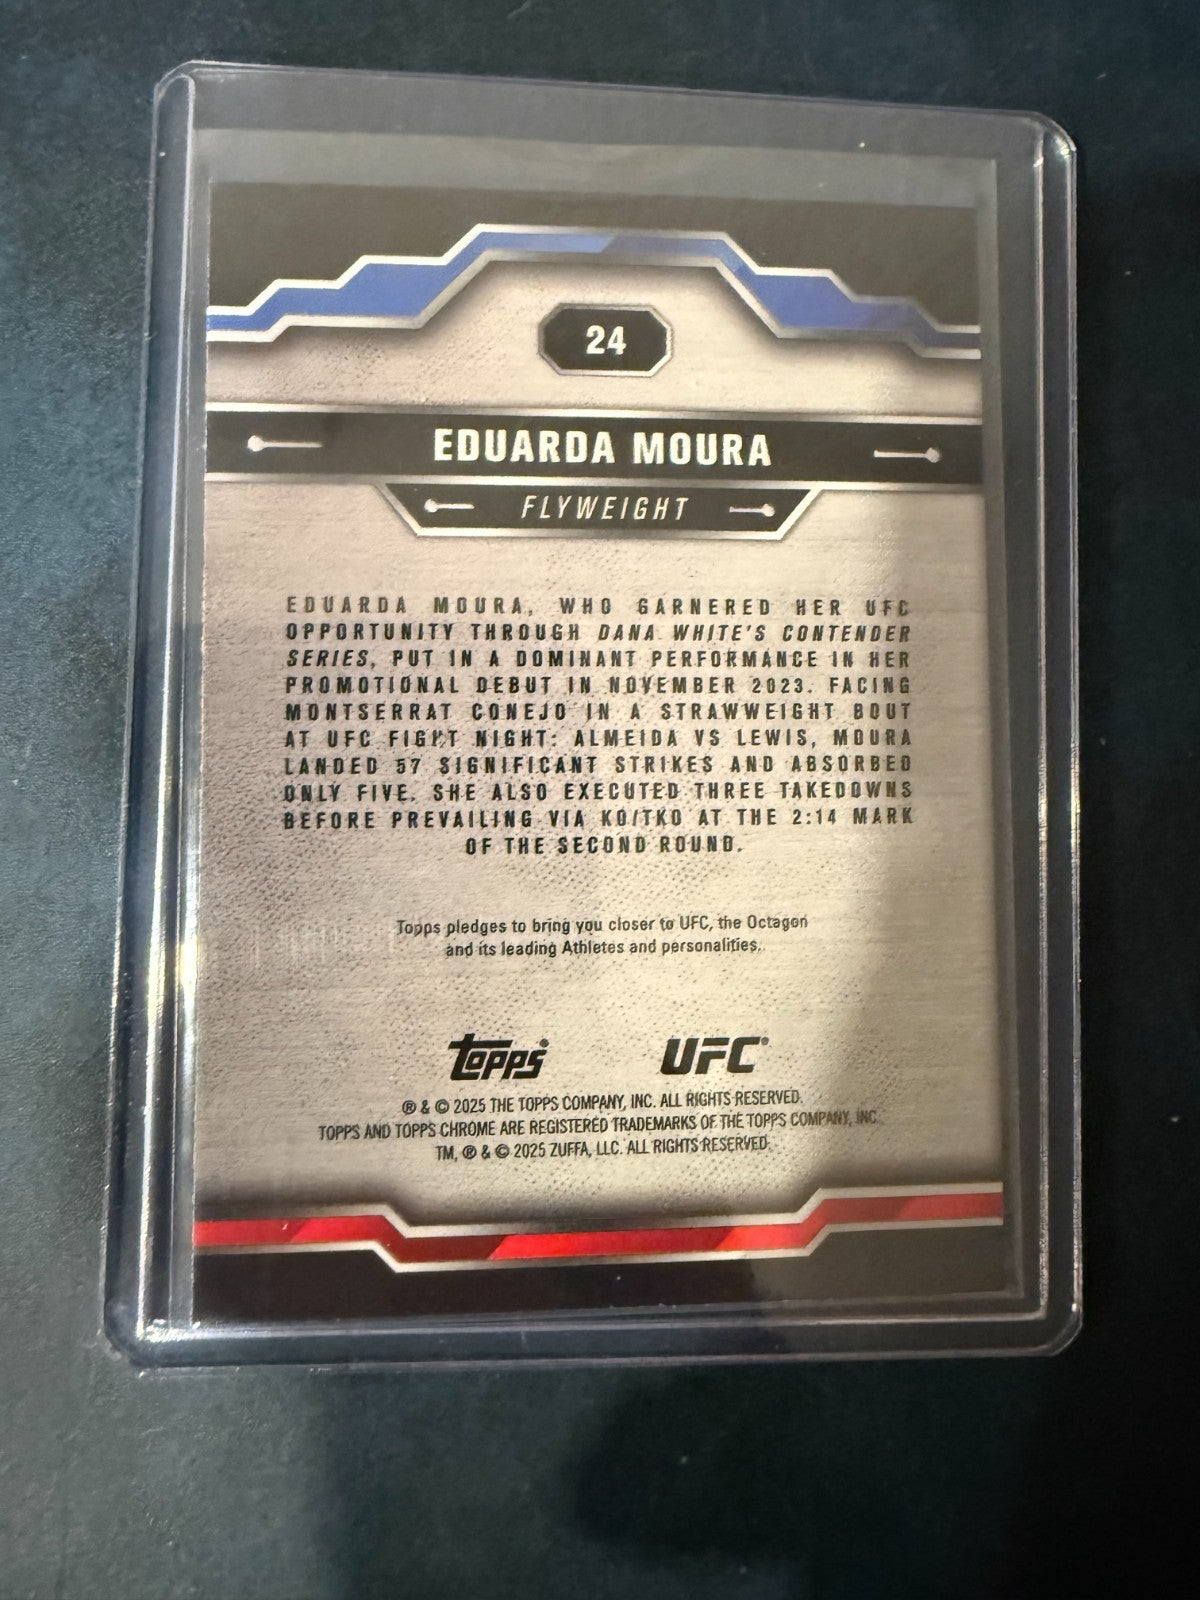 24
EDUARDA MOURA
FLYWEIGHT
EDUARDA MOURA, WHO GARNERED HER UFC
OPPORTUNITY THROUGH DANA WHITE'S CONTENDER
SERIES, PUT IN A DOMINANT PERFORMANCE IN HER
PROMOTIONAL DEBUT IN NOVEMBER 2023. FACING
MONTSERRAT CONEJO IN A STRAWWEIGHT BOUT
AT UFC FIGHT NIGHT: ALMEIDA VS LEWIS, MOURA
LANDED 57 SIGNIFICANT STRIKES AND ABSORBED
ONLY FIVE. SHE ALSO EXECUTED THREE TAKEDOWNS
BEFORE PREVAILING VIA KO/TKO AT THE 2:14 MARK
OF THE SECOND ROUND.
Topps pledges to bring you closer to UFC, the Octagon
and its leading Athletes and personalities.
Topps UFC®
® & © 2025 THE TOPPS COMPANY, INC. ALL RIGHTS RESERVED.
TOPPS AND TOPPS CHROME ARE REGISTERED TRADEMARKS OF THE TOPPS COMPANY, INC.
TM, ® & © 2025 ZUFFA, LLC. ALL RIGHTS RESERVED.